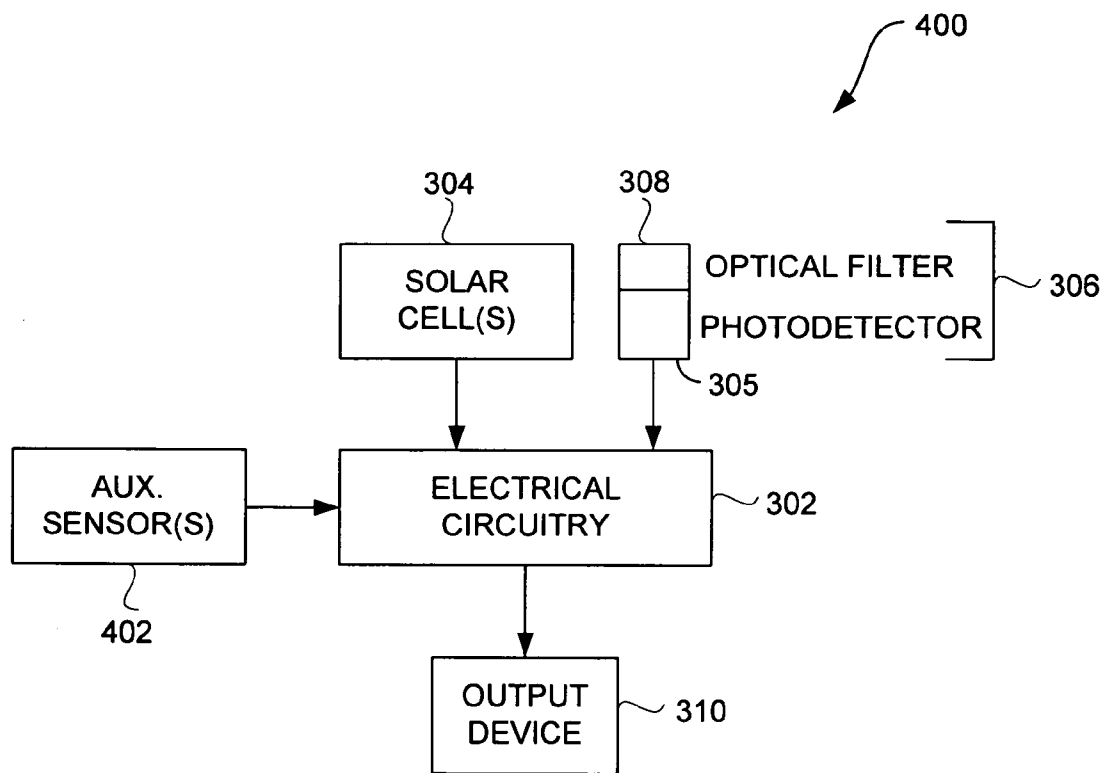 400
304
308
SOLAR
CELL(S)
OPTICAL FILTER
PHOTODETECTOR
306
305
AUX.
SENSOR(S)
ELECTRICAL
CIRCUITRY
302
402
OUTPUT
DEVICE
310